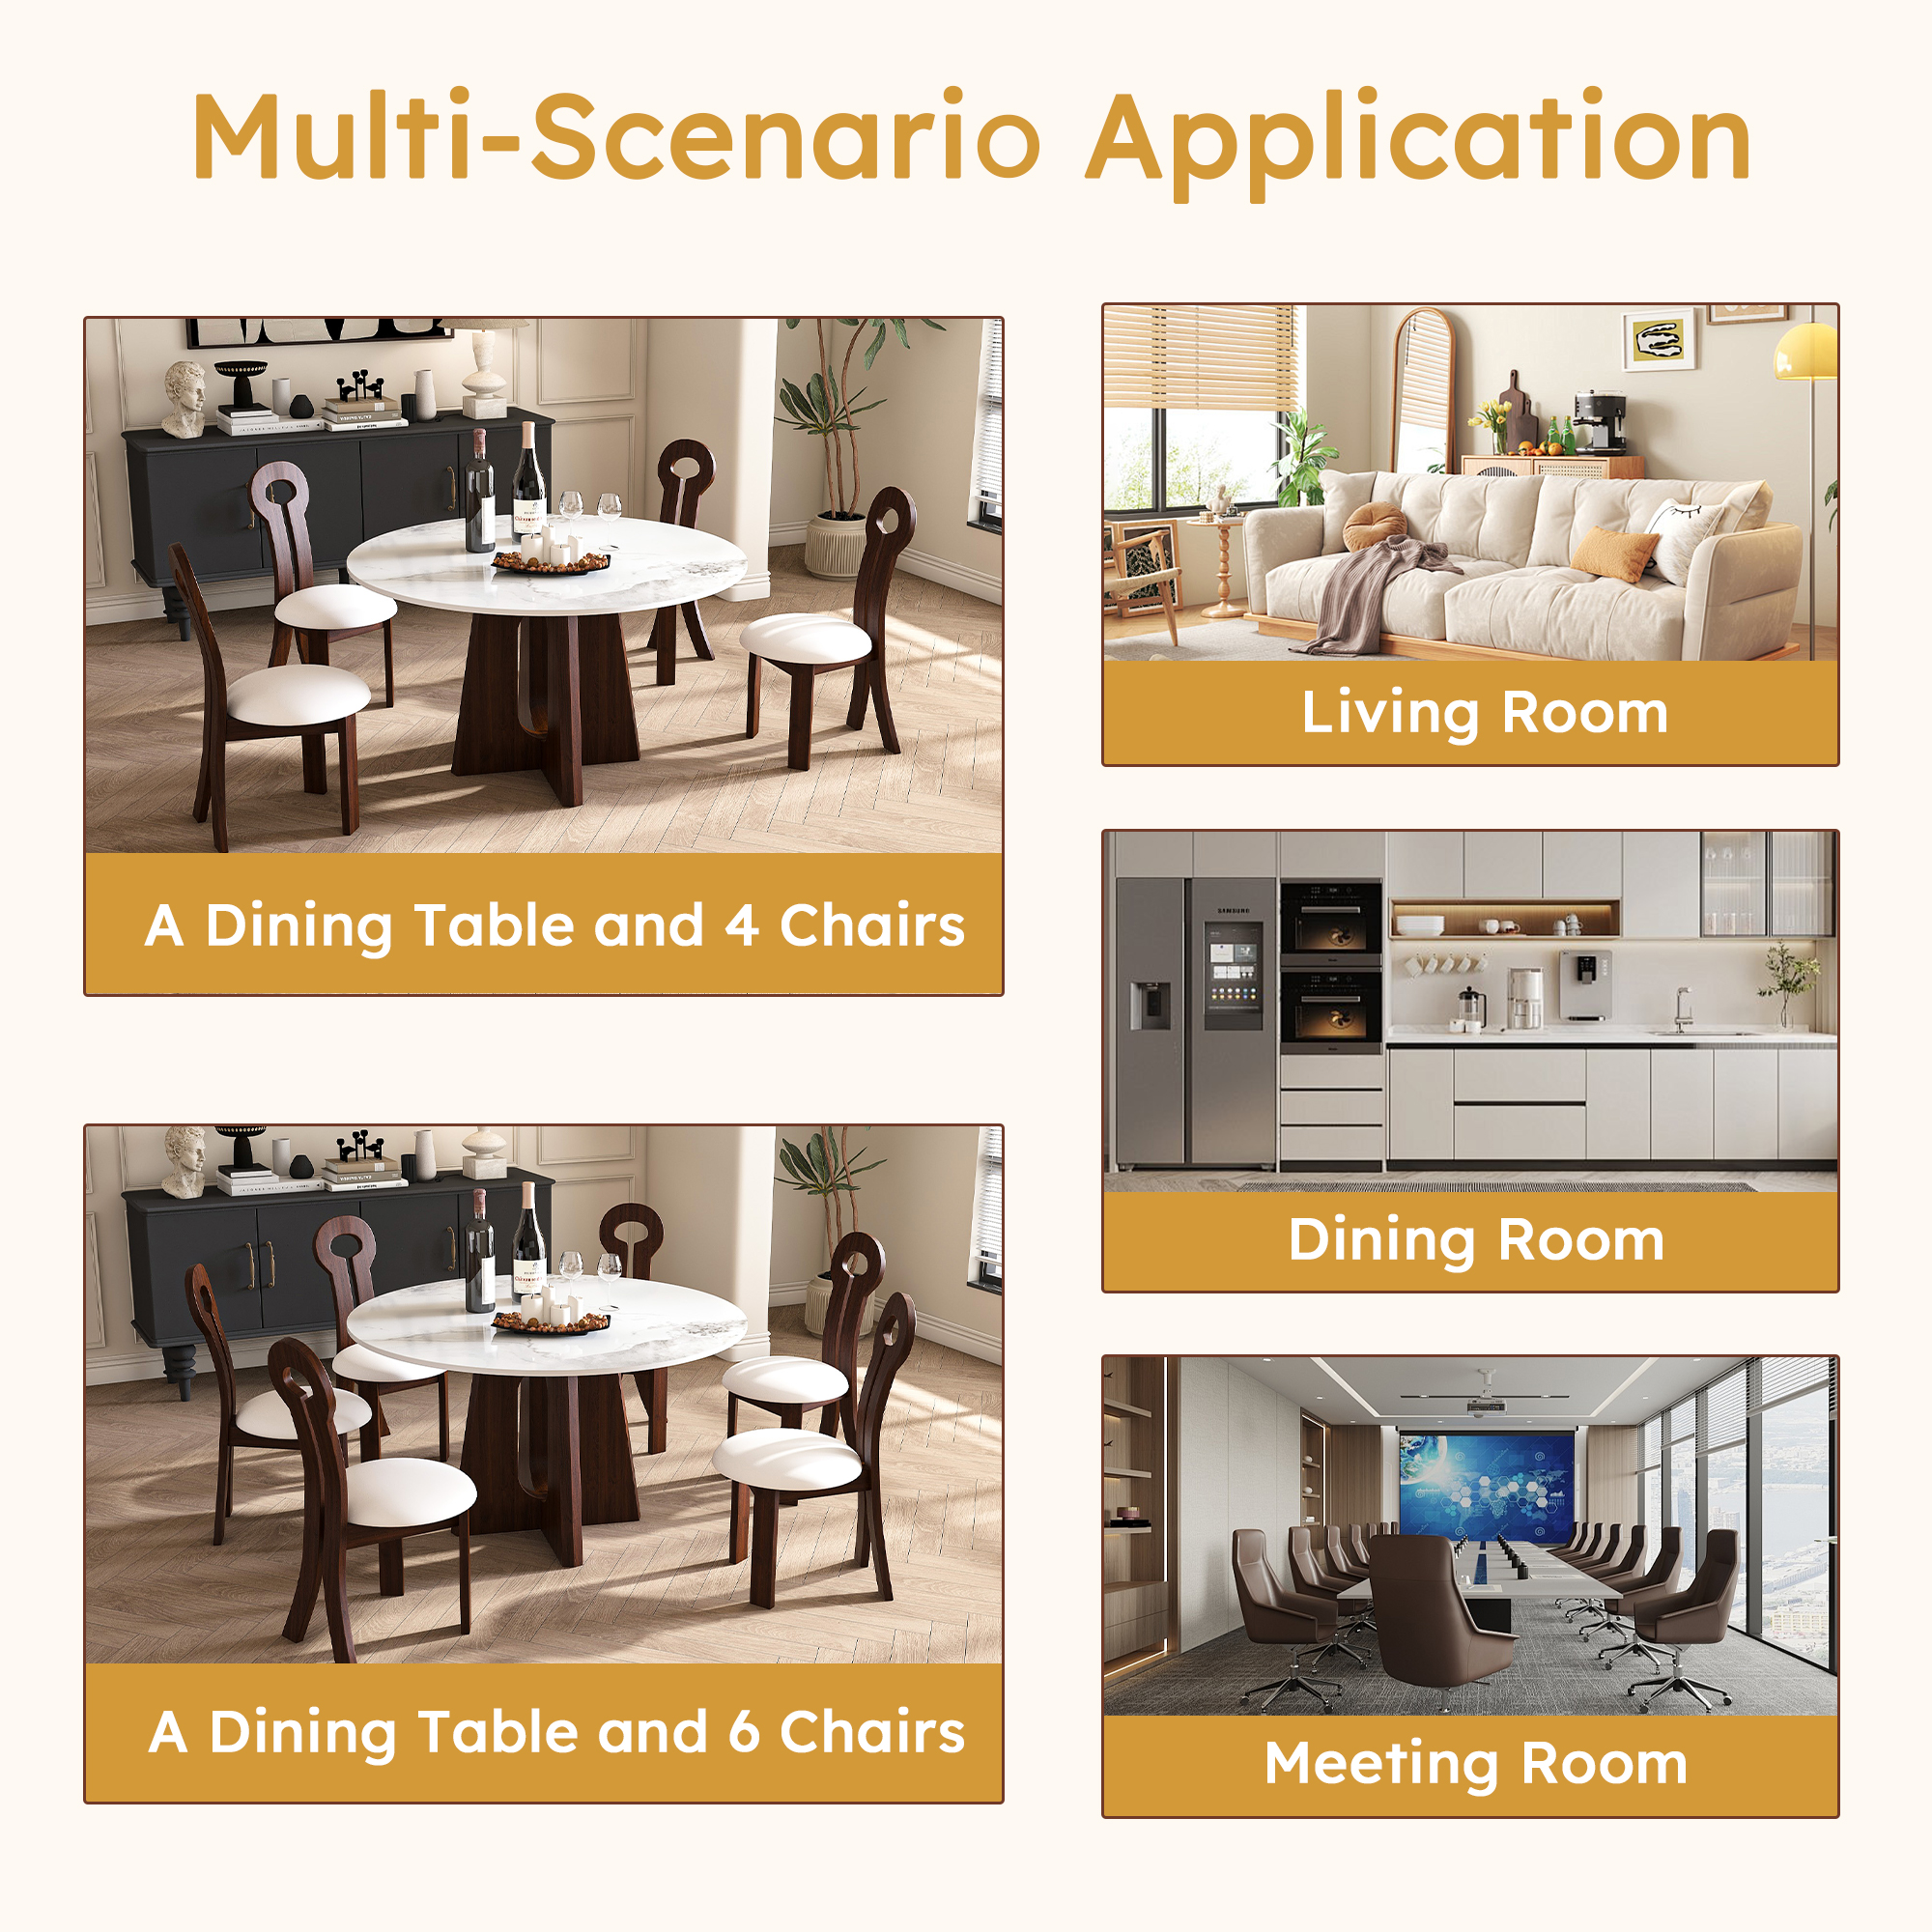 Multi-Scenario Application
A Dining Table and 4 Chairs
A Dining Table and 6 Chairs
Living Room
SAMSUNG
Dining Room
Meeting Room